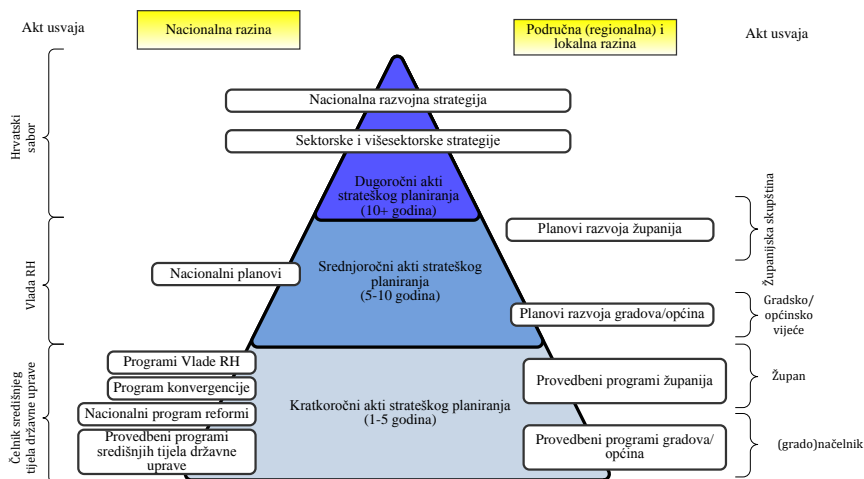 Akt usvaja
Nacionalna razina
Područna (regionalna) i
lokalna razina
Akt usvaja
Hrvatski
sabor
Nacionalna razvojna strategija
Sektorske i višesektorske strategije
Dugoročni akti
strateškog planiranja
(10+ godina)
Vlada RH
Nacionalni planovi
Srednjoročni akti strateškog
planiranja
(5-10 godina)
Planovi razvoja županija
Županijska skupština
Planovi razvoja gradova/općina
Gradsko/
općinsko
vijeće
Čelnik središnjeg
tijela državne uprave
Programi Vlade RH
Program konvergencije
Nacionalni program reformi
Provedbeni programi
središnjih tijela državne
uprave
Kratkoročni akti strateškog planiranja
(1-5 godina)
Provedbeni programi županija
Župan
Provedbeni programi gradova/
općina
(grado)načelnik